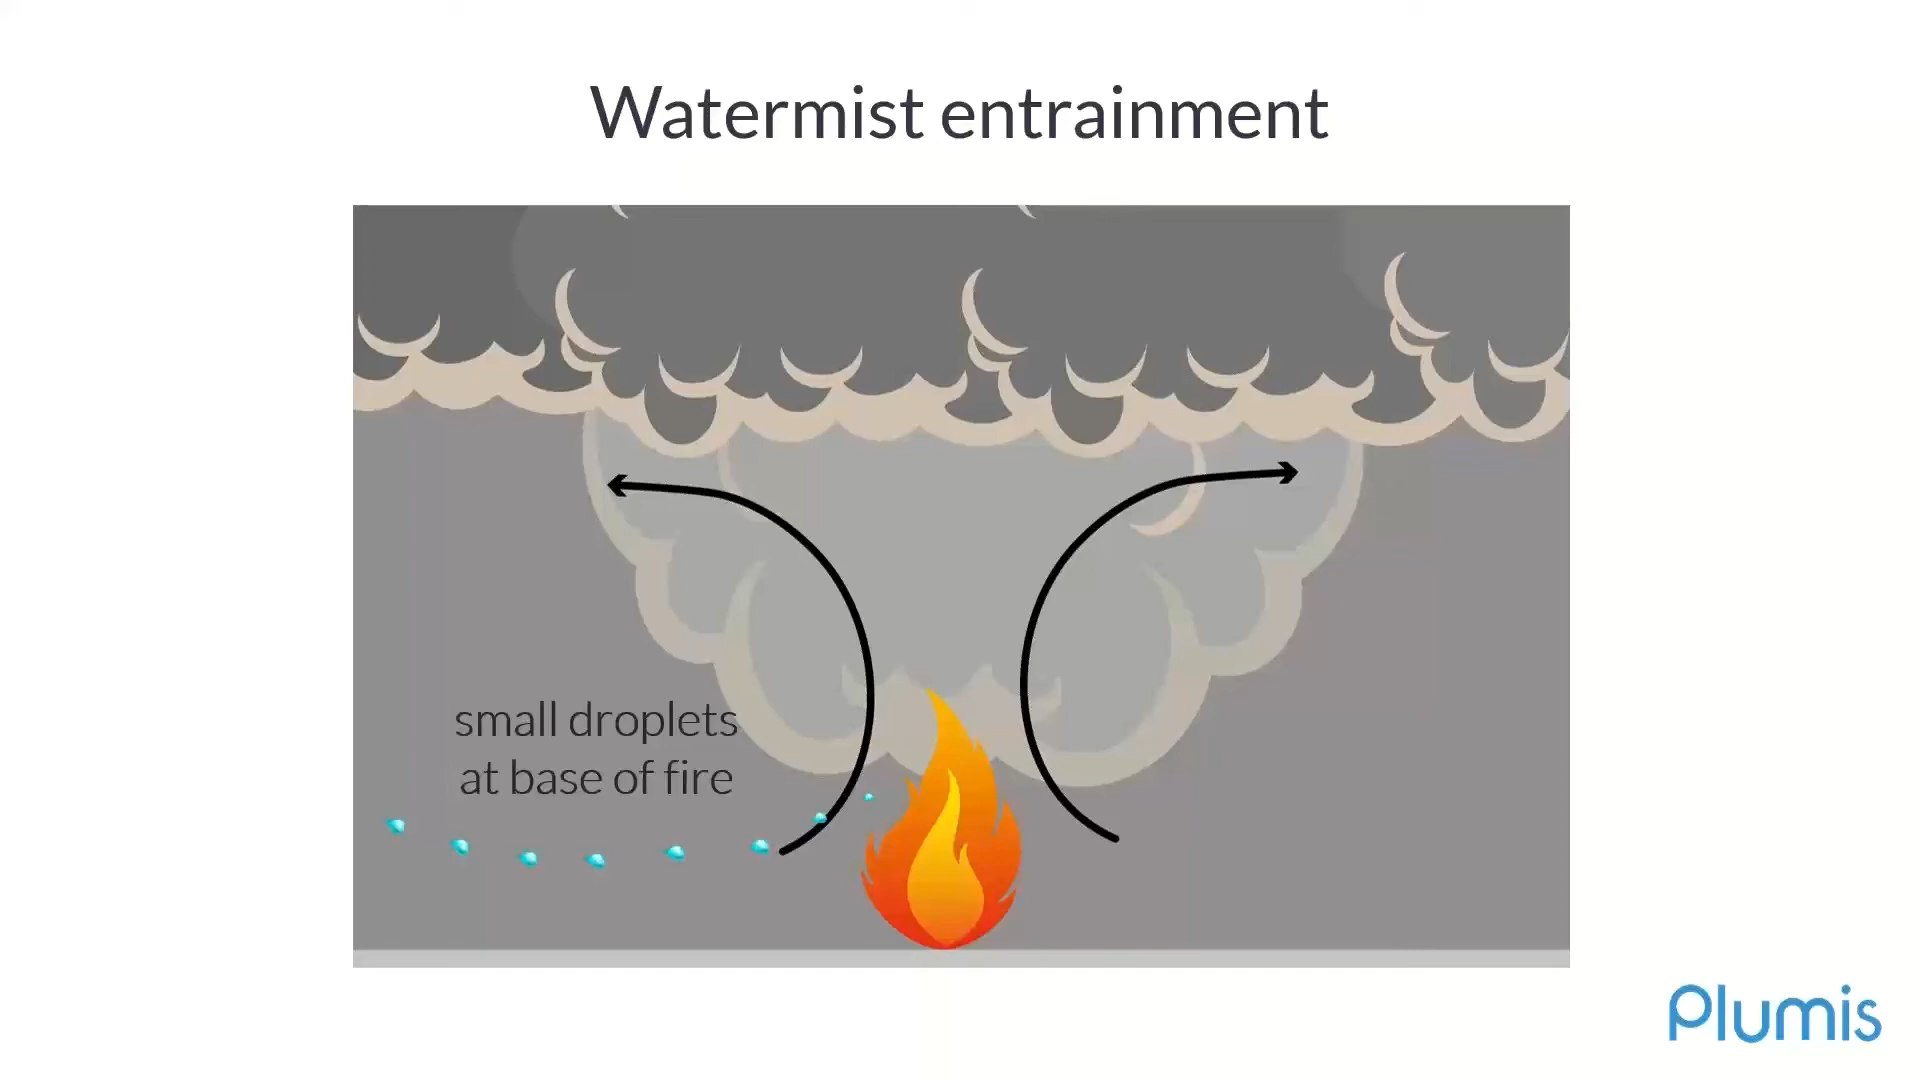 Watermist entrainment
small droplets
at base of fire
Plumis